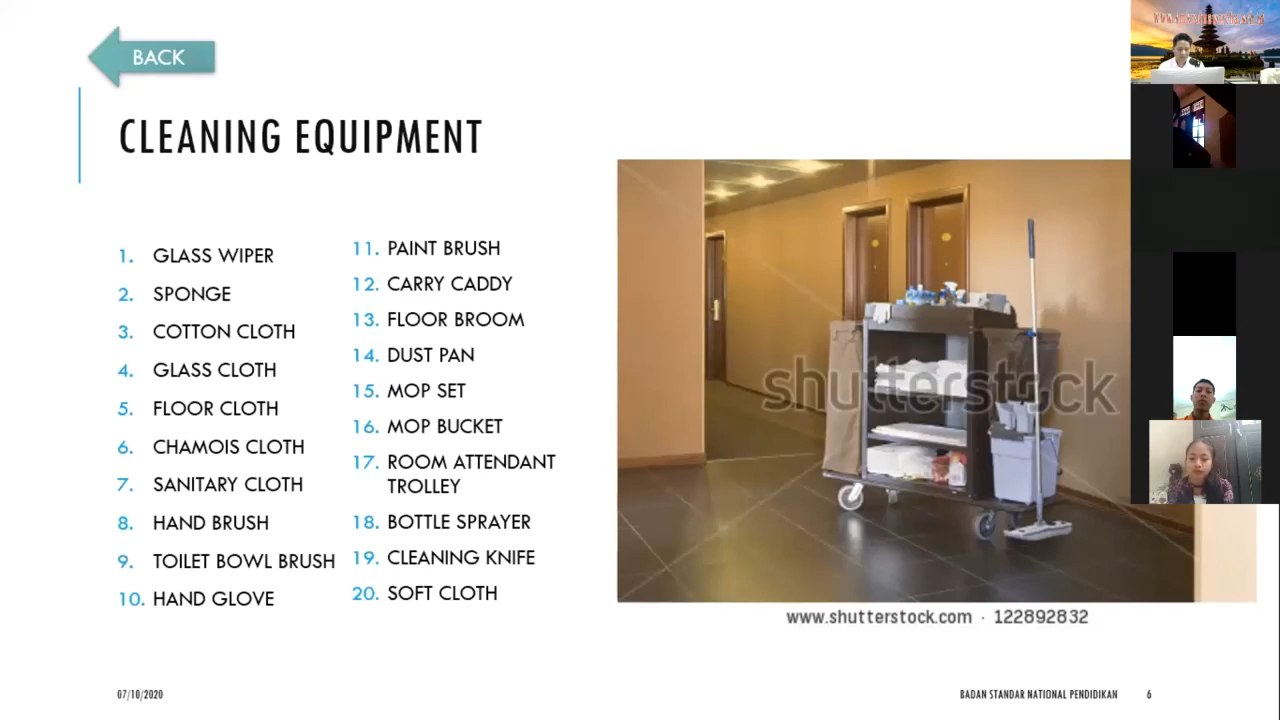 BACK
CLEANING EQUIPMENT
1. GLASS WIPER
2. SPONGE
3. COTTON CLOTH
4. GLASS CLOTH
5. FLOOR CLOTH
6. CHAMOIS CLOTH
7. SANITARY CLOTH
8. HAND BRUSH
9. TOILET BOWL BRUSH
10. HAND GLOVE
11. PAINT BRUSH
12. CARRY CADDY
13. FLOOR BROOM
14. DUST PAN
15. MOP SET
16. MOP BUCKET
17. ROOM ATTENDANT
TROLLEY
18. BOTTLE SPRAYER
19. CLEANING KNIFE
20. SOFT CLOTH
shutterstock
www.shutterstock.com · 122892832
07/10/2020
BADAN STANDAR NATIONAL PENDIDIKAN 6